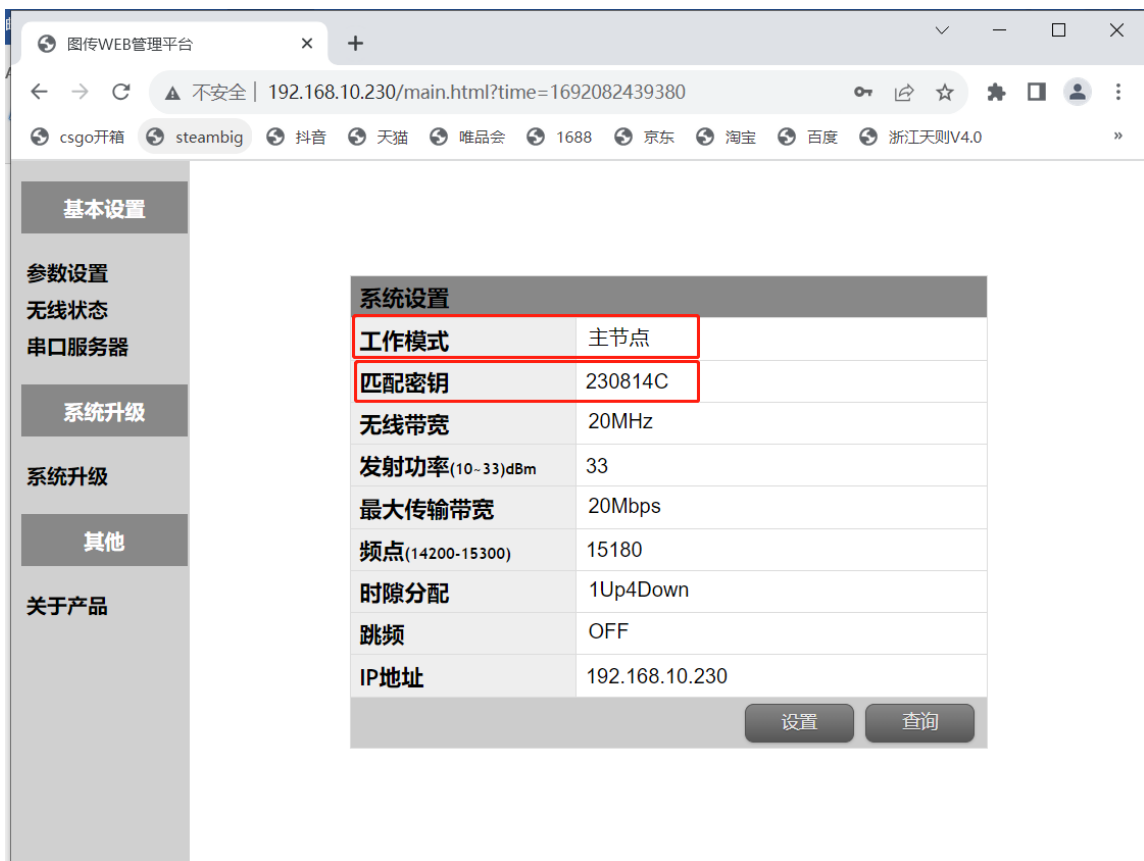 图传WEB管理平台
不安全 | 192.168.10.230/main.html?time=1692082439380
csgo开箱 steambig 抖音 天猫 唯品会 1688 京东 淘宝 百度 浙江天则V4.0 »
基本设置
参数设置
无线状态
串口服务器
系统升级
系统升级
其他
关于产品
系统设置
工作模式 主节点
匹配密钥 230814C
无线带宽 20MHz
发射功率(10~33)dBm 33
最大传输带宽 20Mbps
频点(14200-15300) 15180
时隙分配 1Up4Down
跳频 OFF
IP地址 192.168.10.230
设置 查询